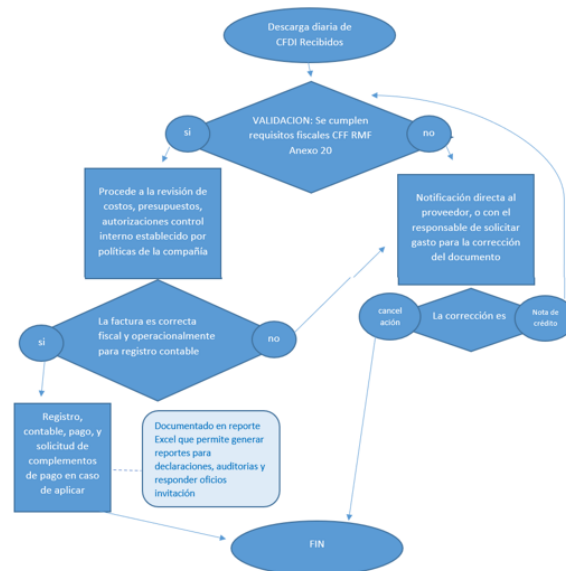 Descarga diaria de
CFDI Recibidos
VALIDACION: Se cumplen
requisitos fiscales CFF RMF
Anexo 20
si
no
Procede a la revisión de
costos, presupuestos,
autorizaciones control
interno establecido por
políticas de la compañía
Notificación directa al
proveedor, o con el
responsable de solicitar
gasto para la corrección
del documento
La factura es correcta
fiscal y operacionalmente
para registro contable
si
no
cancel
ación
La corrección es
Nota de
crédito
Registro,
contable, pago, y
solicitud de
complementos
de pago en caso
de aplicar
Documentado en reporte
Excel que permite generar
reportes para
declaraciones, auditorias y
responder oficios
invitación
FIN